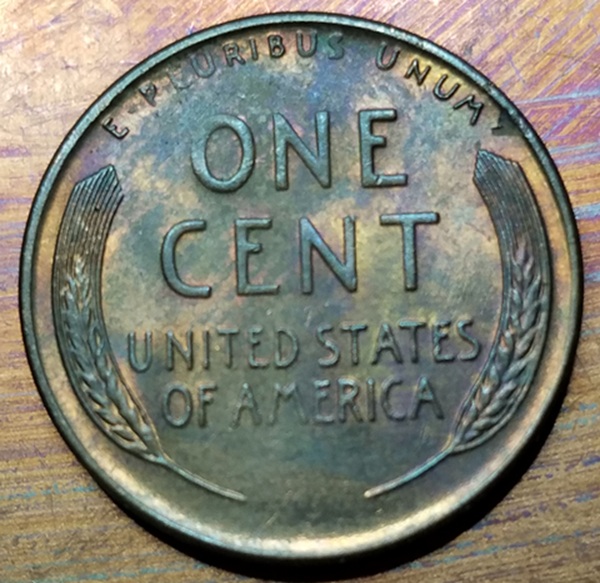 E·PLURIBUS UNUM
ONE
CENT
UNITED STATES
OF AMERICA